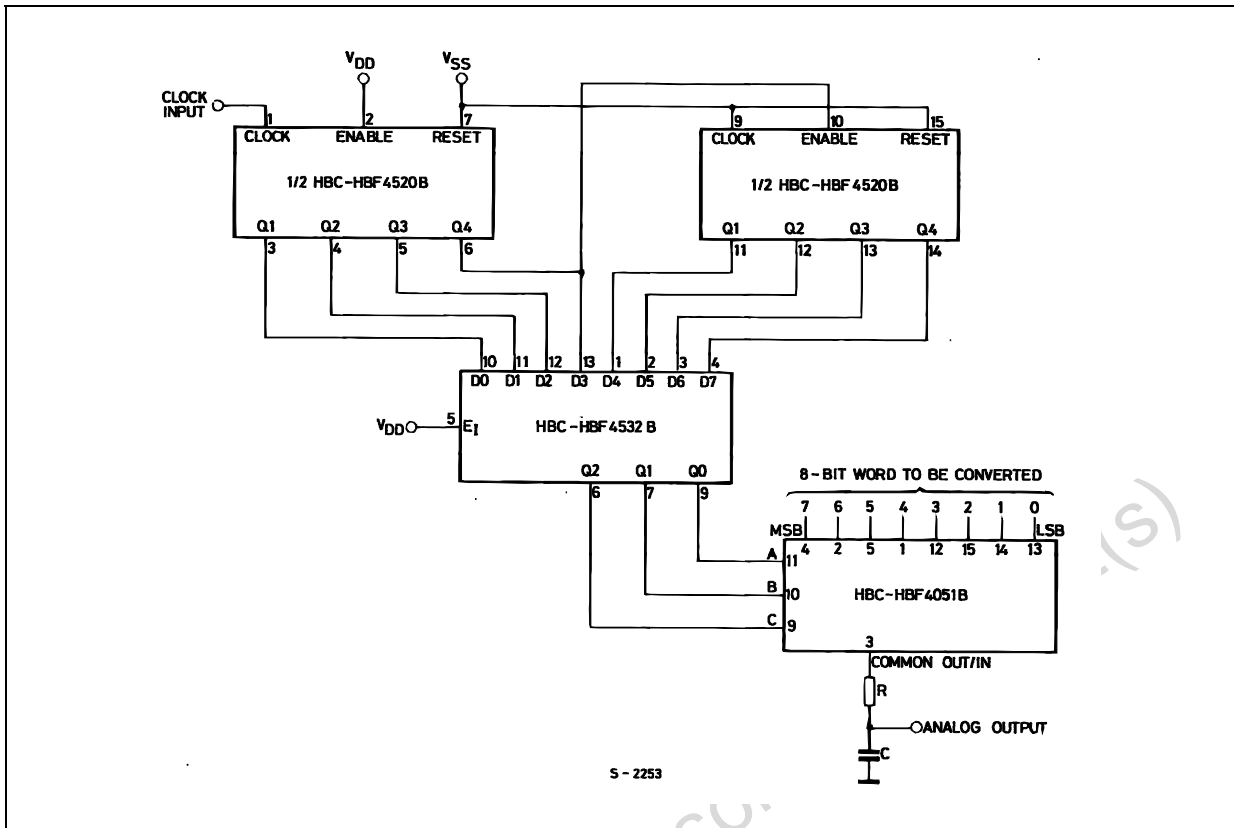 VDD
VSS
CLOCK
INPUT
1 2 7
CLOCK ENABLE RESET
1/2 HBC-HBF4520B
Q1 Q2 Q3 Q4
3 4 5 6
9 10 15
CLOCK ENABLE RESET
1/2 HBC-HBF4520B
Q1 Q2 Q3 Q4
11 12 13 14
10 11 12 13 1 2 3 4
D0 D1 D2 D3 D4 D5 D6 D7
VDD 5 EI
HBC-HBF4532B
Q2 Q1 Q0
6 7 9
8-BIT WORD TO BE CONVERTED
7 6 5 4 3 2 1 0
MSB LSB
4 2 5 1 12 15 14 13
A 11
B 10
C 9
HBC-HBF4051B
3
COMMON OUT/IN
R
ANALOG OUTPUT
C
S-2253
(s)